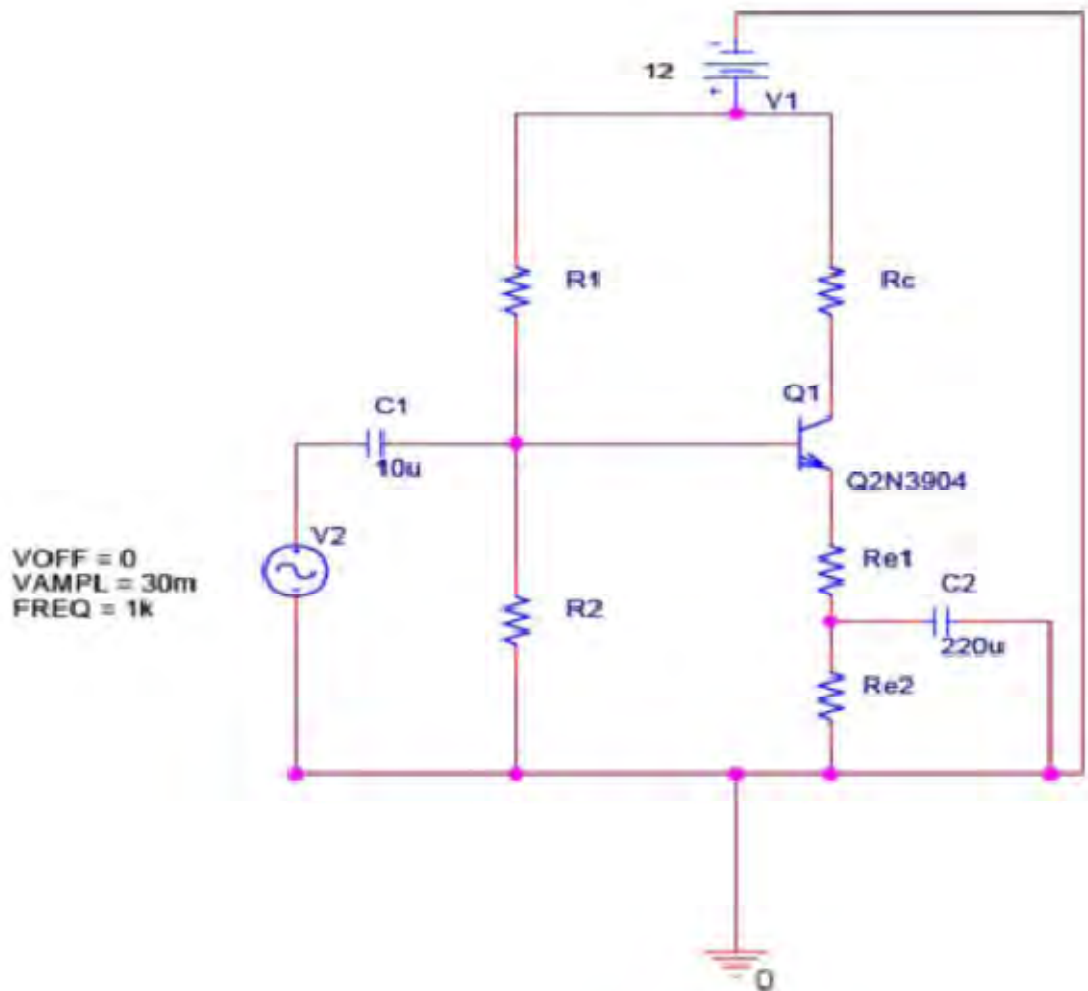 12
V1
R1
Rc
C1
10u
Q1
Q2N3904
V2
VOFF = 0
VAMPL = 30m
FREQ = 1k
Re1
C2
220u
R2
Re2
0